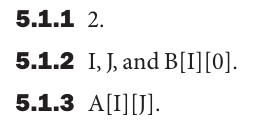 5.1.1 2.
5.1.2 I, J, and B[I][0].
5.1.3 A[I][J].